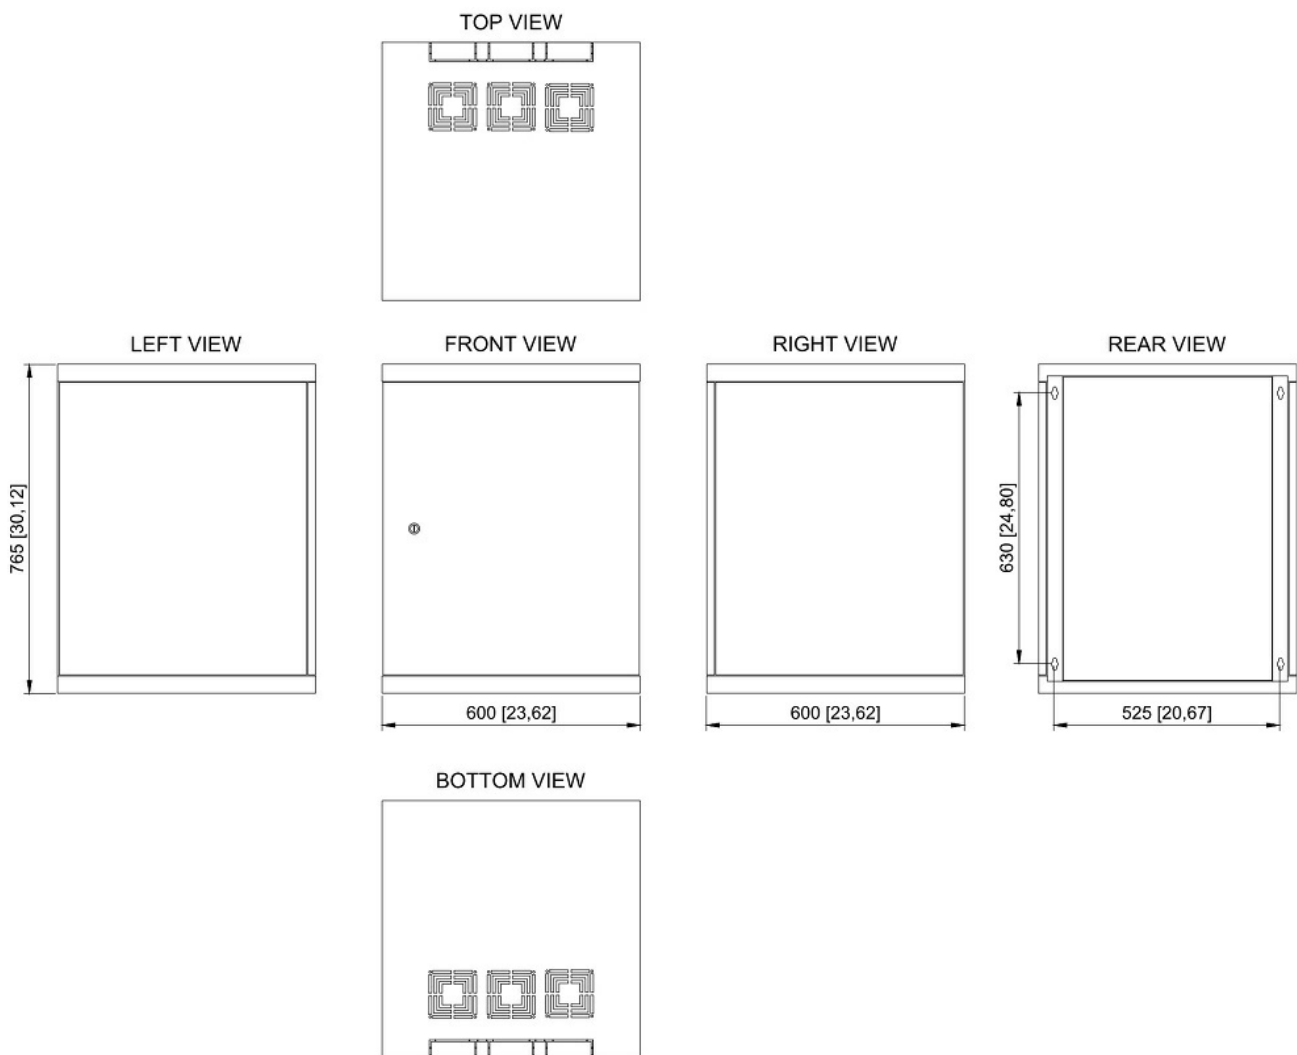 TOP VIEW
LEFT VIEW
FRONT VIEW
RIGHT VIEW
REAR VIEW
765 [30,12]
630 [24,80]
600 [23,62]
600 [23,62]
525 [20,67]
BOTTOM VIEW